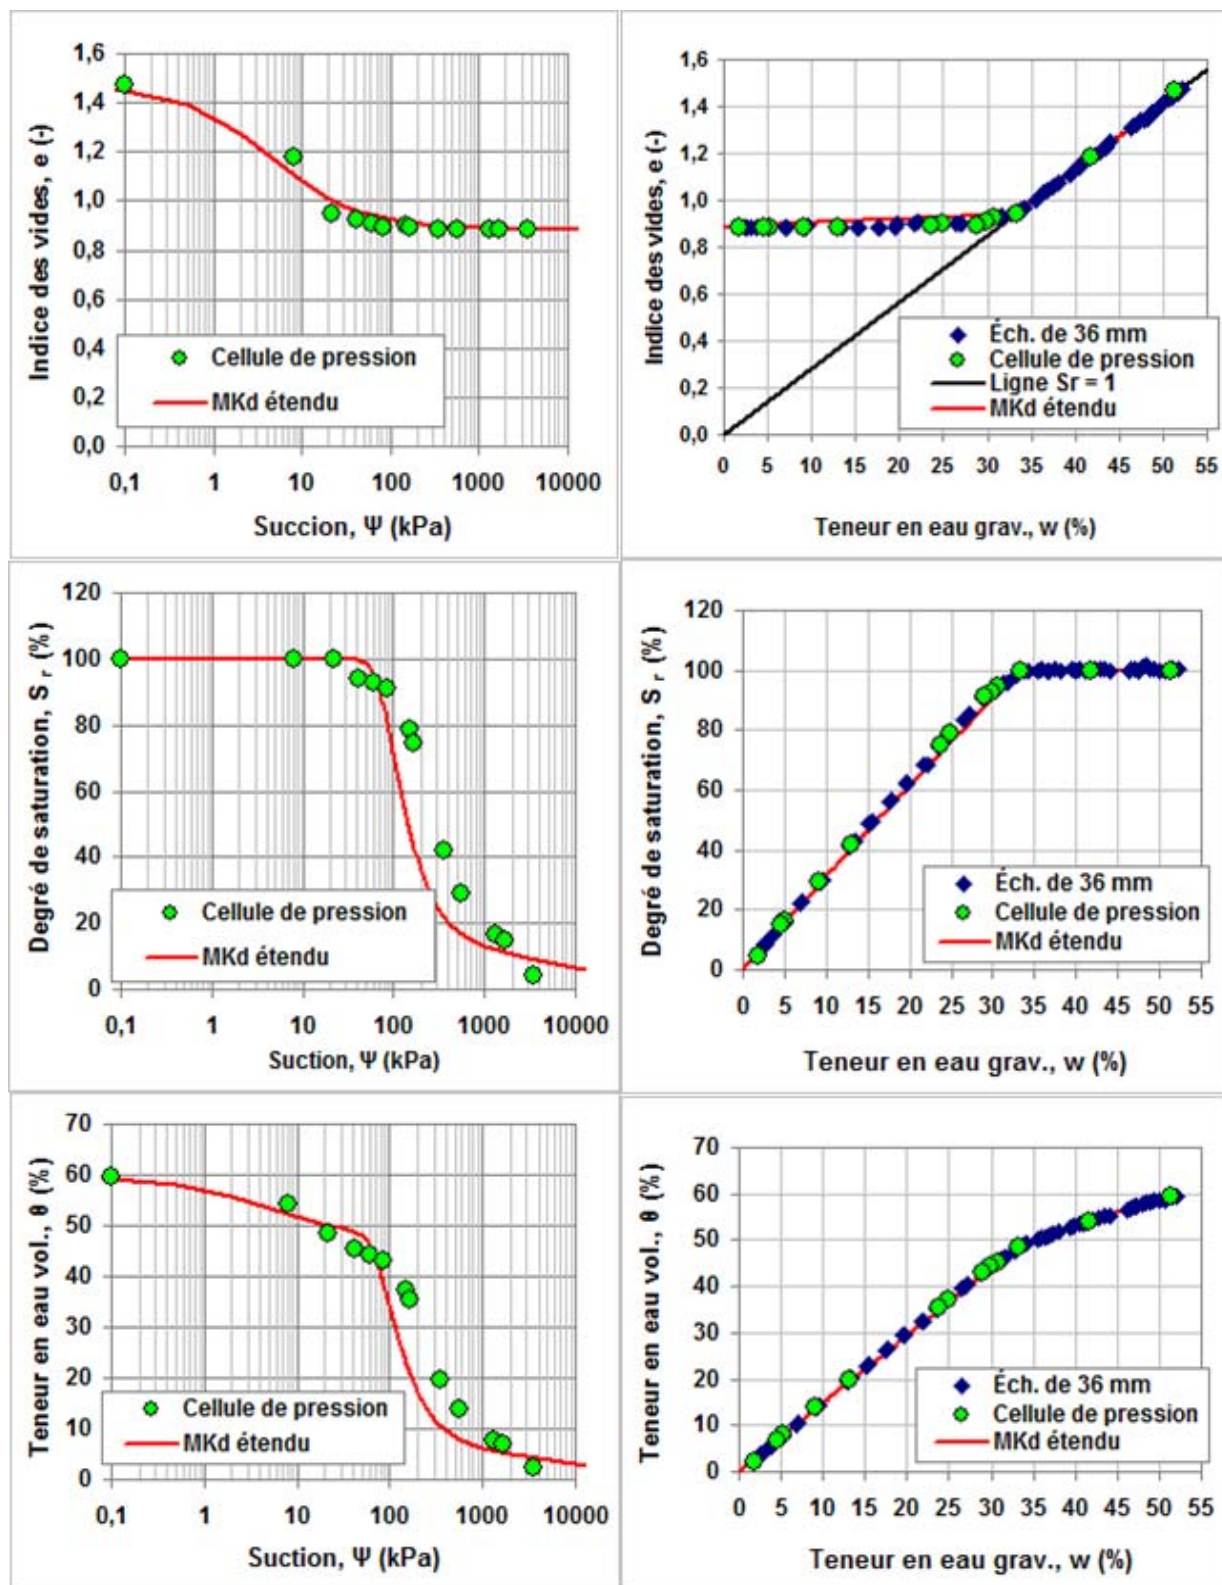 1,6
1,4
1,2
1,0
0,8
0,6
0,4
0,2
0,0
Indice des vides, e (-)
Cellule de pression
MKd étendu
0,1 1 10 100 1000 10000
Succion, Ψ (kPa)
1,6
1,4
1,2
1,0
0,8
0,6
0,4
0,2
0,0
Indice des vides, e (-)
Éch. de 36 mm
Cellule de pression
Ligne Sr = 1
MKd étendu
0 5 10 15 20 25 30 35 40 45 50 55
Teneur en eau grav., w (%)
120
100
80
60
40
20
0
Degré de saturation, S r (%)
Cellule de pression
MKd étendu
0,1 1 10 100 1000 10000
Suction, Ψ (kPa)
120
100
80
60
40
20
0
Degré de saturation, S r (%)
Éch. de 36 mm
Cellule de pression
MKd étendu
0 5 10 15 20 25 30 35 40 45 50 55
Teneur en eau grav., w (%)
70
60
50
40
30
20
10
0
Teneur en eau vol., θ (%)
Cellule de pression
MKd étendu
0,1 1 10 100 1000 10000
Suction, Ψ (kPa)
70
60
50
40
30
20
10
0
Teneur en eau vol., θ (%)
Éch. de 36 mm
Cellule de pression
MKd étendu
0 5 10 15 20 25 30 35 40 45 50 55
Teneur en eau grav., w (%)